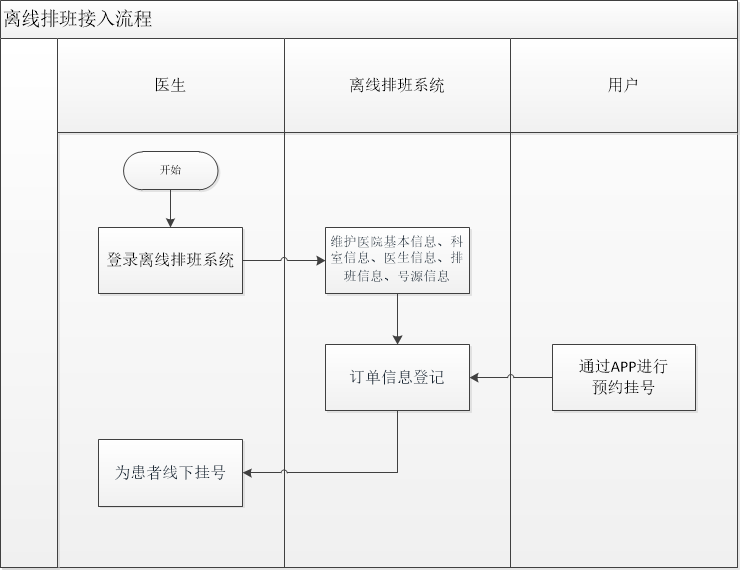 离线排班接入流程
医生
离线排班系统
用户
开始
登录离线排班系统
维护医院基本信息、科
室信息、医生信息、排
班信息、号源信息
订单信息登记
通过APP进行
预约挂号
为患者线下挂号